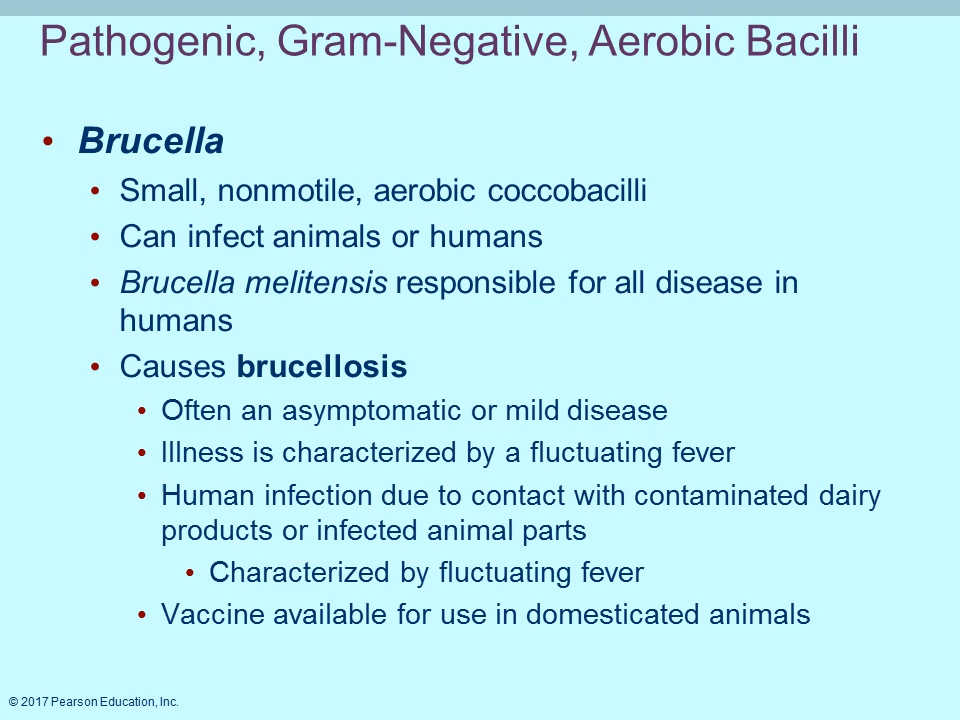 Pathogenic, Gram-Negative, Aerobic Bacilli
• Brucella
• Small, nonmotile, aerobic coccobacilli
• Can infect animals or humans
• Brucella melitensis responsible for all disease in
humans
• Causes brucellosis
• Often an asymptomatic or mild disease
• Illness is characterized by a fluctuating fever
• Human infection due to contact with contaminated dairy
products or infected animal parts
• Characterized by fluctuating fever
• Vaccine available for use in domesticated animals
© 2017 Pearson Education, Inc.